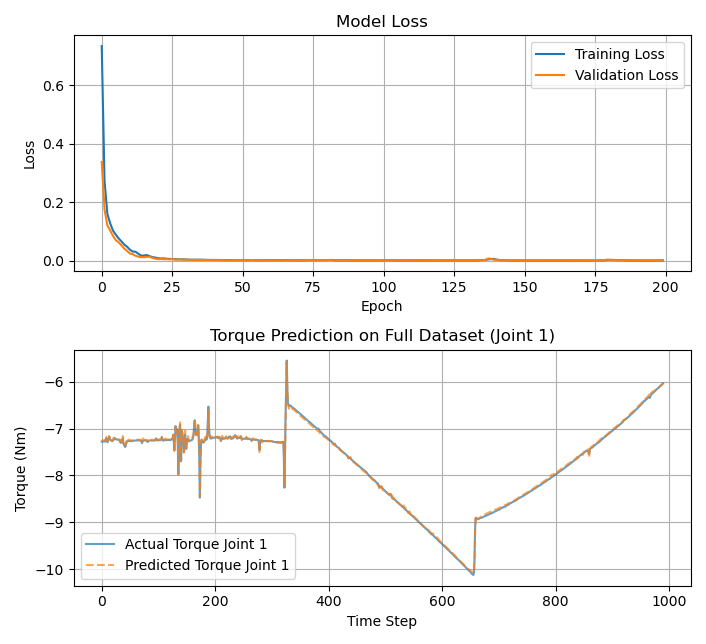 Model Loss
Training Loss
Validation Loss
Loss
0.6
0.4
0.2
0.0
0 25 50 75 100 125 150 175 200
Epoch
Torque Prediction on Full Dataset (Joint 1)
Torque (Nm)
−6
−7
−8
−9
−10
Actual Torque Joint 1
Predicted Torque Joint 1
0 200 400 600 800 1000
Time Step